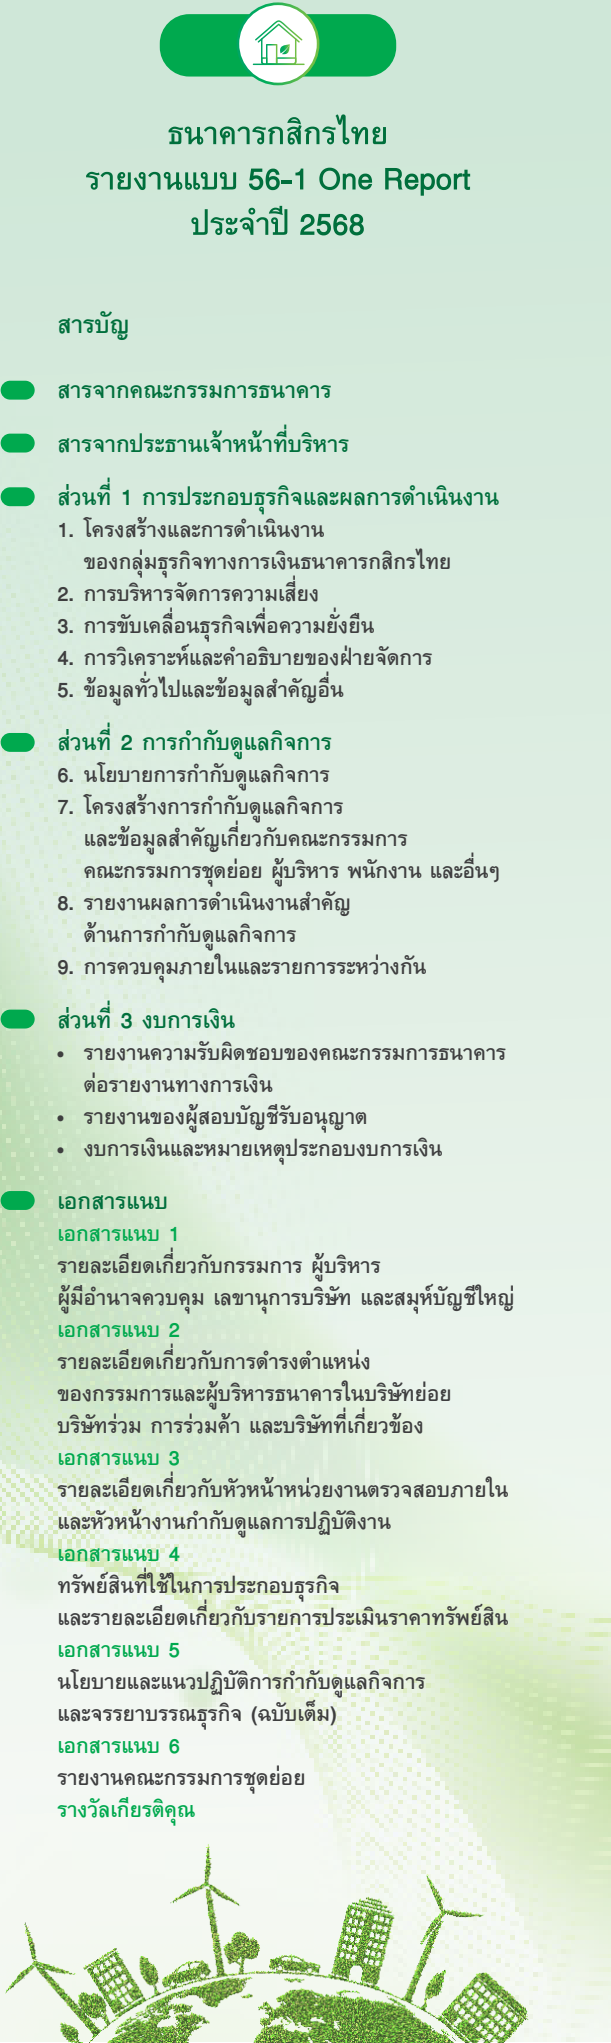 ธนาคารกสิกรไทย
รายงานแบบ 56-1 One Report
ประจำปี 2568
สารบัญ
สารจากคณะกรรมการธนาคาร
สารจากประธานเจ้าหน้าที่บริหาร
ส่วนที่ 1 การประกอบธุรกิจและผลการดำเนินงาน
1. โครงสร้างและการดำเนินงาน
ของกลุ่มธุรกิจทางการเงินธนาคารกสิกรไทย
2. การบริหารจัดการความเสี่ยง
3. การขับเคลื่อนธุรกิจเพื่อความยั่งยืน
4. การวิเคราะห์และคำอธิบายของฝ่ายจัดการ
5. ข้อมูลทั่วไปและข้อมูลสำคัญอื่น
ส่วนที่ 2 การกำกับดูแลกิจการ
6. นโยบายการกำกับดูแลกิจการ
7. โครงสร้างการกำกับดูแลกิจการ
และข้อมูลสำคัญเกี่ยวกับคณะกรรมการ
คณะกรรมการชุดย่อย ผู้บริหาร พนักงาน และอื่นๆ
8. รายงานผลการดำเนินงานสำคัญ
ด้านการกำกับดูแลกิจการ
9. การควบคุมภายในและรายการระหว่างกัน
ส่วนที่ 3 งบการเงิน
• รายงานความรับผิดชอบของคณะกรรมการธนาคาร
ต่อรายงานทางการเงิน
• รายงานของผู้สอบบัญชีรับอนุญาต
• งบการเงินและหมายเหตุประกอบงบการเงิน
เอกสารแนบ
เอกสารแนบ 1
รายละเอียดเกี่ยวกับกรรมการ ผู้บริหาร
ผู้มีอำนาจควบคุม เลขานุการบริษัท และสมุห์บัญชีใหญ่
เอกสารแนบ 2
รายละเอียดเกี่ยวกับการดำรงตำแหน่ง
ของกรรมการและผู้บริหารธนาคารในบริษัทย่อย
บริษัทร่วม การร่วมค้า และบริษัทที่เกี่ยวข้อง
เอกสารแนบ 3
รายละเอียดเกี่ยวกับหัวหน้าหน่วยงานตรวจสอบภายใน
และหัวหน้างานกำกับดูแลการปฏิบัติงาน
เอกสารแนบ 4
ทรัพย์สินที่ใช้ในการประกอบธุรกิจ
และรายละเอียดเกี่ยวกับรายการประเมินราคาทรัพย์สิน
เอกสารแนบ 5
นโยบายและแนวปฏิบัติการกำกับดูแลกิจการ
และจรรยาบรรณธุรกิจ (ฉบับเต็ม)
เอกสารแนบ 6
รายงานคณะกรรมการชุดย่อย
รางวัลเกียรติคุณ